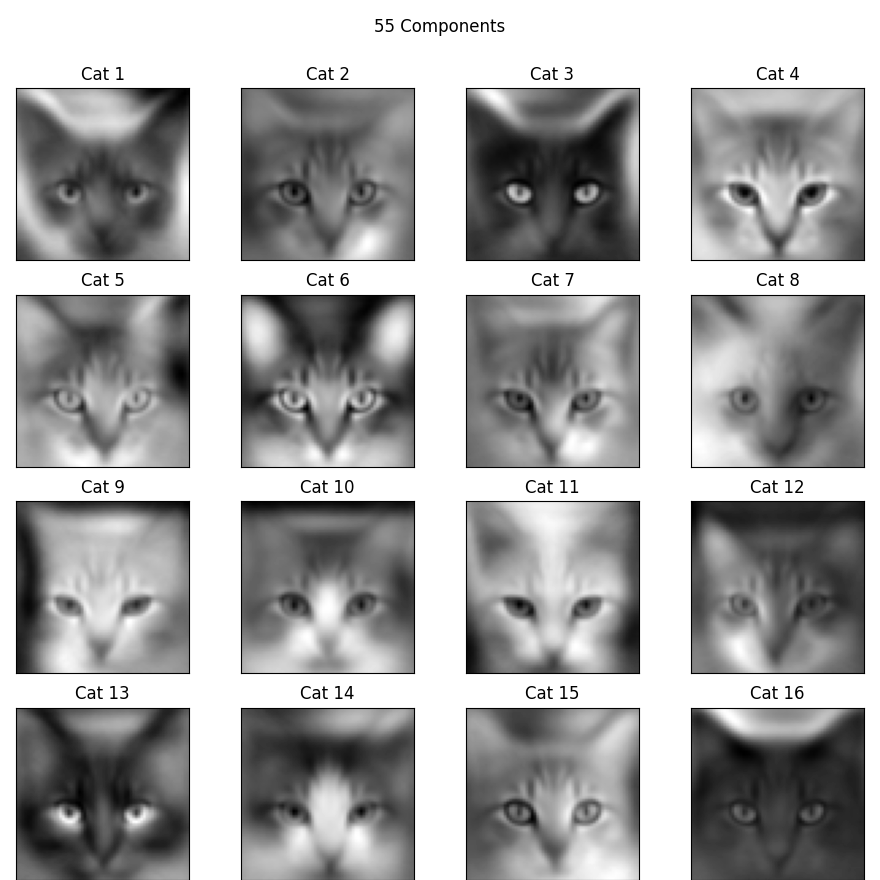 55 Components
Cat 1 Cat 2 Cat 3 Cat 4
Cat 5 Cat 6 Cat 7 Cat 8
Cat 9 Cat 10 Cat 11 Cat 12
Cat 13 Cat 14 Cat 15 Cat 16